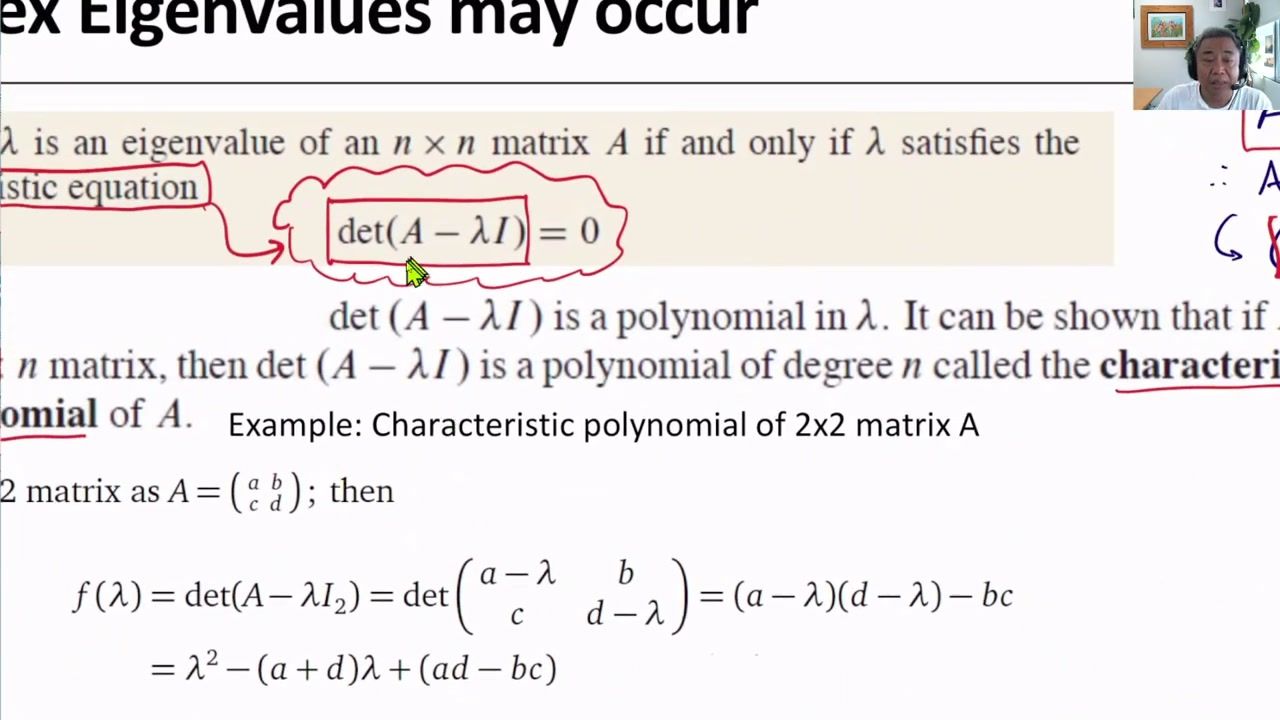 ex Eigenvalues may occur
λ is an eigenvalue of an n × n matrix A if and only if λ satisfies the
istic equation
det(A − λI) = 0
∴ A
det (A − λI) is a polynomial in λ. It can be shown that if
n matrix, then det (A − λI) is a polynomial of degree n called the characteri
omial of A.
Example: Characteristic polynomial of 2x2 matrix A
2 matrix as A = (a b c d); then
f(λ) = det(A − λI₂) = det(a − λ b c d − λ) = (a − λ)(d − λ) − bc
= λ² − (a + d)λ + (ad − bc)